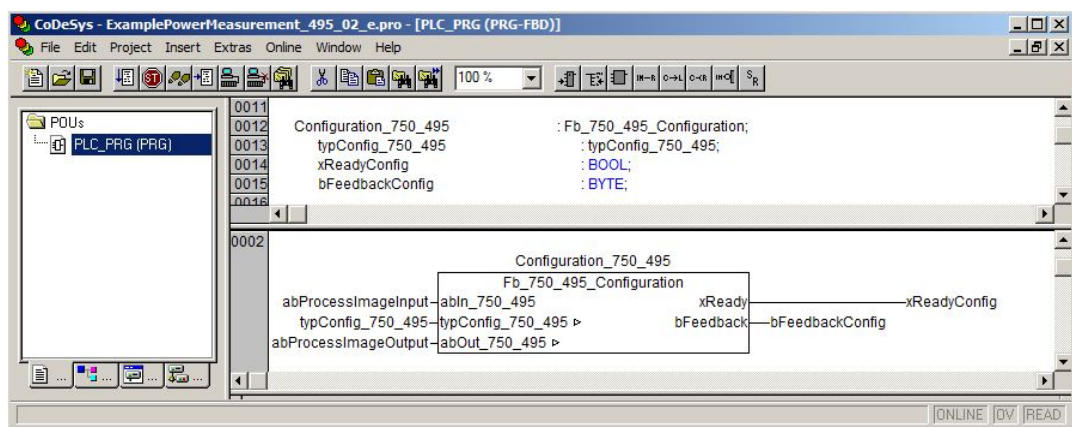 CoDeSys - ExamplePowerMeasurement_495_02_e.pro - [PLC_PRG (PRG-FBD)]
File Edit Project Insert Extras Online Window Help
100 %
POUs
PLC_PRG (PRG)
0011
0012 Configuration_750_495 : Fb_750_495_Configuration;
0013 typConfig_750_495 : typConfig_750_495;
0014 xReadyConfig : BOOL;
0015 bFeedbackConfig : BYTE;
0016
0002
Configuration_750_495
Fb_750_495_Configuration
abProcessImageInput abIn_750_495 xReady xReadyConfig
typConfig_750_495 typConfig_750_495 bFeedback bFeedbackConfig
abProcessImageOutput abOut_750_495
... ... ... ...
ONLINE OV READ